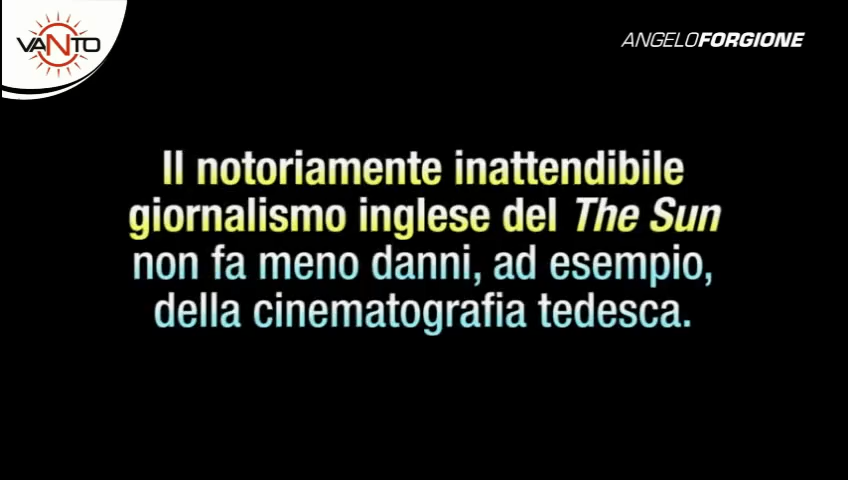 VANTO
ANGELOFORGIONE
Il notoriamente inattendibile
giornalismo inglese del The Sun
non fa meno danni, ad esempio,
della cinematografia tedesca.